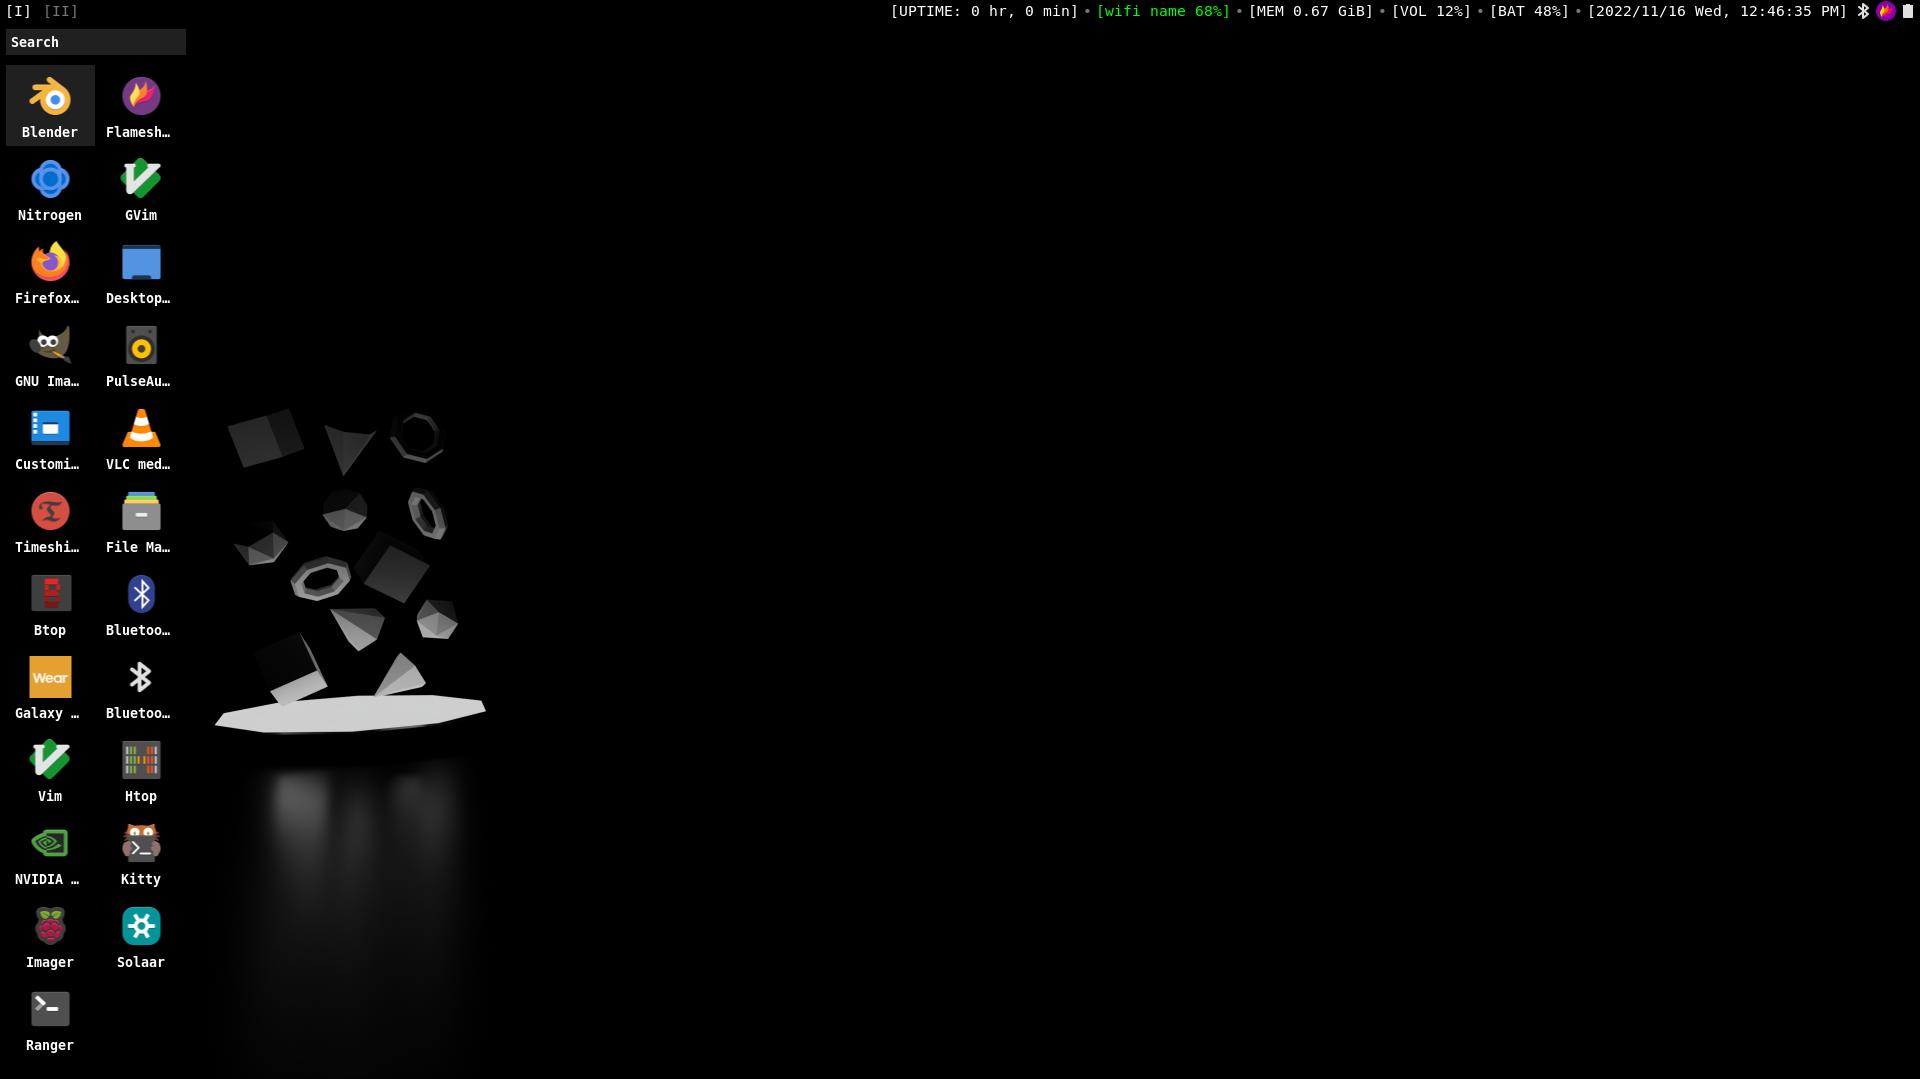 [I] [II] [UPTIME: 0 hr, 0 min] • [wifi name 68%] • [MEM 0.67 GiB] • [VOL 12%] • [BAT 48%] • [2022/11/16 Wed, 12:46:35 PM]
Search
Blender Flamesh…
Nitrogen GVim
Firefox… Desktop…
GNU Ima… PulseAu…
Customi… VLC med…
Timeshi… File Ma…
Btop Bluetoo…
Wear
Galaxy … Bluetoo…
Vim Htop
NVIDIA … Kitty
Imager Solaar
Ranger